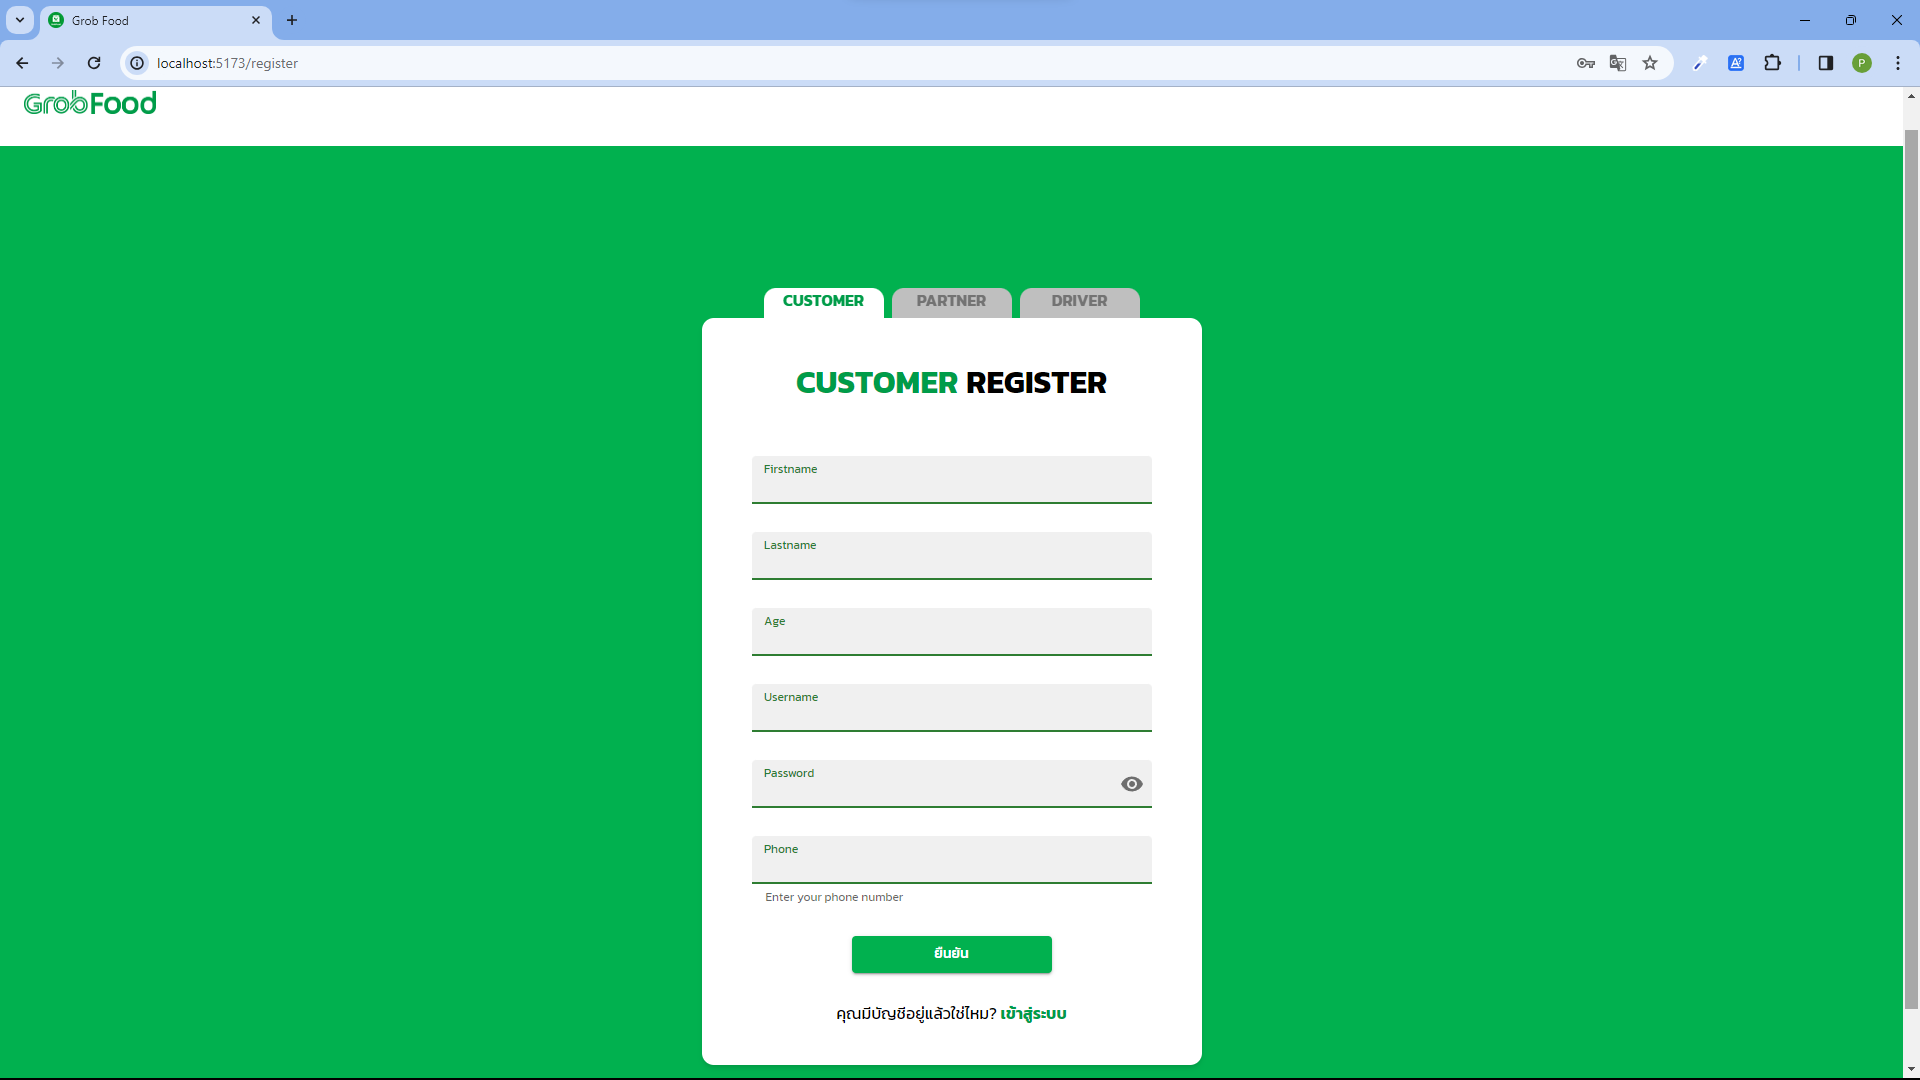 Grob Food
localhost:5173/register
P
GrobFood
CUSTOMER PARTNER DRIVER
CUSTOMER REGISTER
Firstname
Lastname
Age
Username
Password
Phone
Enter your phone number
ยืนยัน
คุณมีบัญชีอยู่แล้วใช่ไหม? เข้าสู่ระบบ